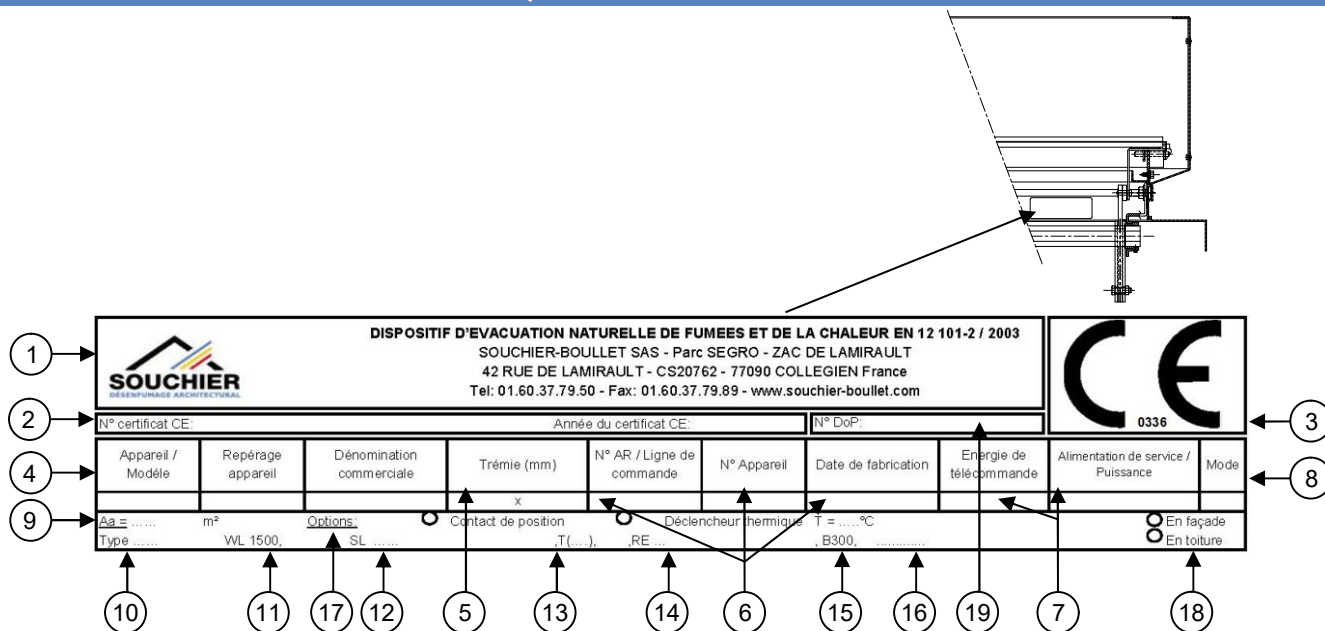 DISPOSITIF D'EVACUATION NATURELLE DE FUMEES ET DE LA CHALEUR EN 12 101-2 / 2003
SOUCHIER-BOULLET SAS - Parc SEGRO - ZAC DE LAMIRAULT
42 RUE DE LAMIRAULT - CS20762 - 77090 COLLEGIEN France
Tel: 01.60.37.79.50 - Fax: 01.60.37.79.89 - www.souchier-boullet.com
SOUCHIER
DESENFUMAGE ARCHITECTURAL
CE
0336
1
2
N° certificat CE: Année du certificat CE: N° DoP:
3
4
Appareil / Modèle
Repérage appareil
Dénomination commerciale
Trémie (mm)
N° AR / Ligne de commande
N° Appareil
Date de fabrication
Energie de télécommande
Alimentation de service / Puissance
Mode
8
x
9
Aa = ...... m² Options: Contact de position Déclencheur thermique T = .....°C En façade
Type ...... WL 1500, SL ...... ,T(....), ,RE ... , B300, ............. En toiture
10 11 17 12 5 13 14 6 15 16 19 7 18